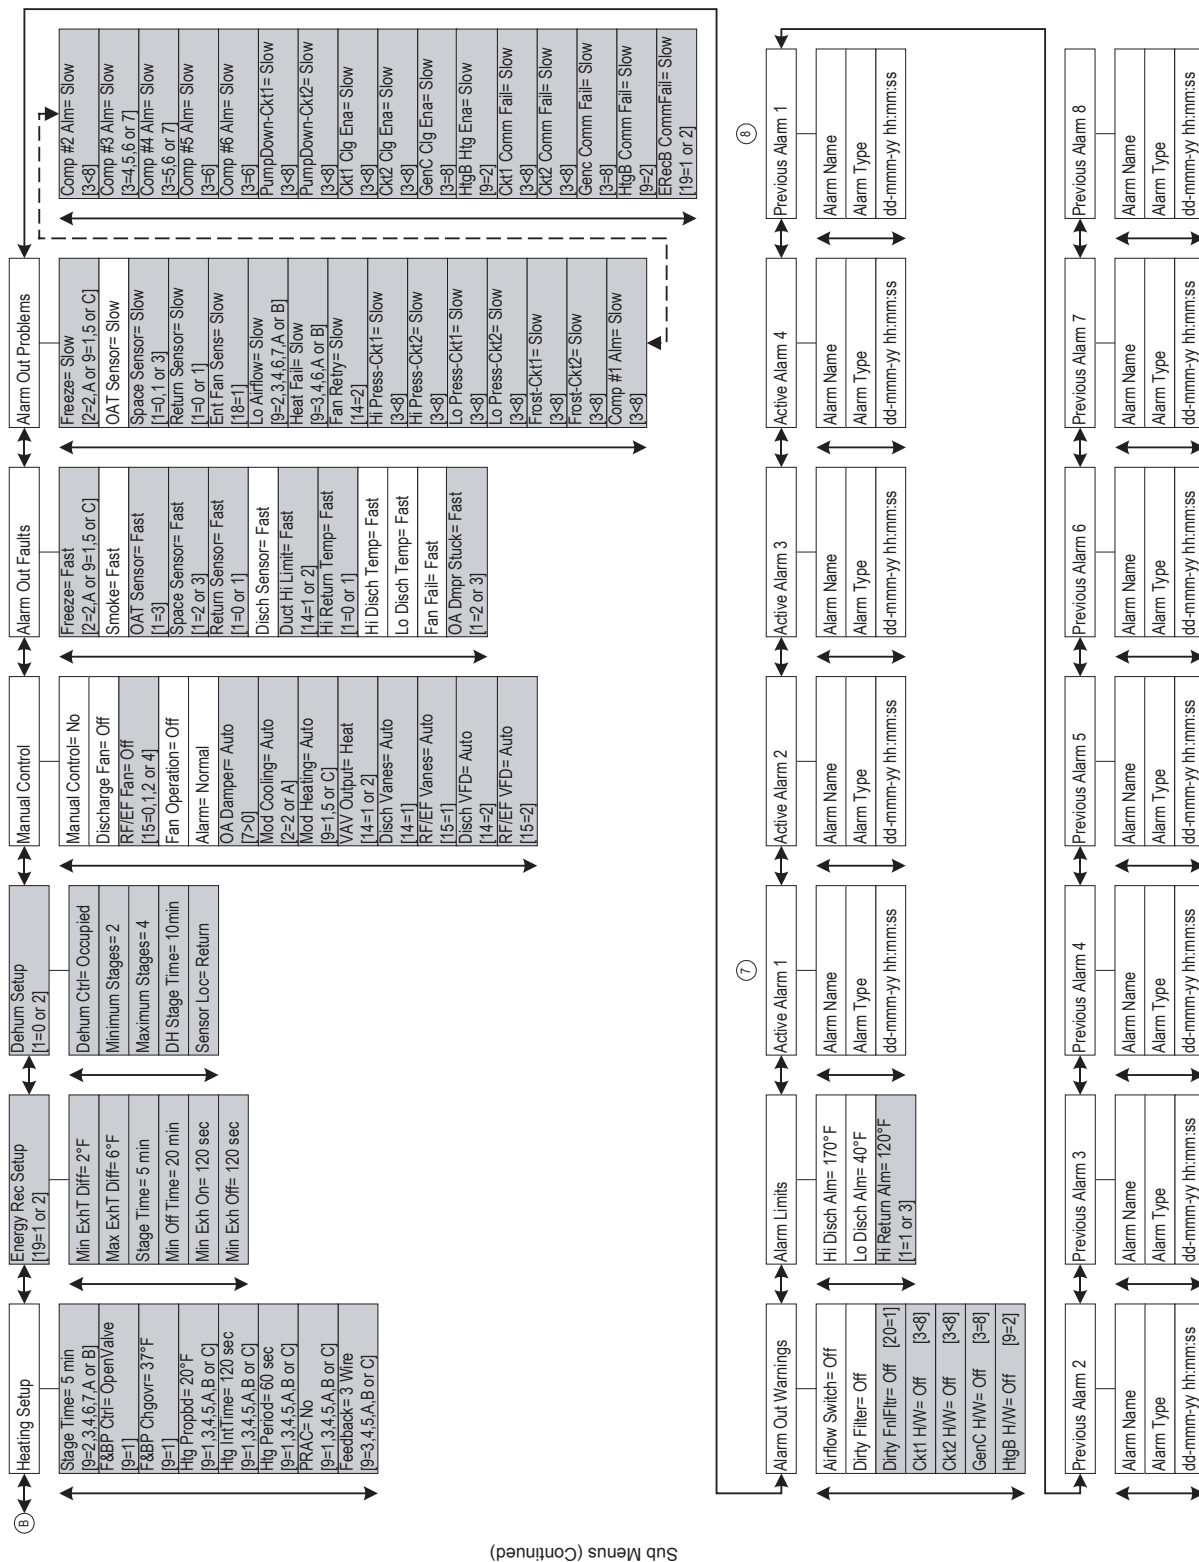 Sub Menus (Continued)
B
Heating Setup
Stage Time= 5 min
[9=2,3,4,6,7,A or B]
F&BP Ctrl= OpenValve
[9=1]
F&BP Chgovr= 37°F
[9=1]
Htg Propbd= 20°F
[9=1,3,4,5,A,B or C]
Htg IntTime= 120 sec
[9=1,3,4,5,A,B or C]
Htg Period= 60 sec
[9=1,3,4,5,A,B or C]
PRAC= No
[9=1,3,4,5,A,B or C]
Feedback= 3 Wire
[9=3,4,5,A,B or C]
Energy Rec Setup
[19=1 or 2]
Min ExhT Diff= 2°F
Max ExhT Diff= 6°F
Stage Time= 5 min
Min Off Time= 20 min
Min Exh On= 120 sec
Min Exh Off= 120 sec
Dehum Setup
[1=0 or 2]
Dehum Ctrl= Occupied
Minimum Stages= 2
Maximum Stages= 4
DH Stage Time= 10min
Sensor Loc= Return
Manual Control
Manual Control= No
Discharge Fan= Off
RF/EF Fan= Off
[15=0,1,2 or 4]
Fan Operation= Off
Alarm= Normal
OA Damper= Auto
[7>0]
Mod Cooling= Auto
[2=2 or A]
Mod Heating= Auto
[9=1,5 or C]
VAV Output= Heat
[14=1 or 2]
Disch Vanes= Auto
[14=1]
RF/EF Vanes= Auto
[15=1]
Disch VFD= Auto
[14=2]
RF/EF VFD= Auto
[15=2]
Alarm Out Faults
Freeze= Fast
[2=2,A or 9=1,5 or C]
Smoke= Fast
OAT Sensor= Fast
[1=3]
Space Sensor= Fast
[1=2 or 3]
Return Sensor= Fast
[1=0 or 1]
Disch Sensor= Fast
Duct Hi Limit= Fast
[14=1 or 2]
Hi Return Temp= Fast
[1=0 or 1]
Hi Disch Temp= Fast
Lo Disch Temp= Fast
Fan Fail= Fast
OA Dmpr Stuck= Fast
[1=2 or 3]
Alarm Out Problems
Freeze= Slow
[2=2,A or 9=1,5 or C]
OAT Sensor= Slow
Space Sensor= Slow
[1=0,1 or 3]
Return Sensor= Slow
[1=0 or 1]
Ent Fan Sens= Slow
[18=1]
Lo Airflow= Slow
[9=2,3,4,6,7,A or B]
Heat Fail= Slow
[9=3,4,6,A or B]
Fan Retry= Slow
[14=2]
Hi Press-Ckt1= Slow
[3<8]
Hi Press-Ckt2= Slow
[3<8]
Lo Press-Ckt1= Slow
[3<8]
Lo Press-Ckt2= Slow
[3<8]
Frost-Ckt1= Slow
[3<8]
Frost-Ckt2= Slow
[3<8]
Comp #1 Alm= Slow
[3<8]
Comp #2 Alm= Slow
[3<8]
Comp #3 Alm= Slow
[3=4,5,6 or 7]
Comp #4 Alm= Slow
[3=5,6 or 7]
Comp #5 Alm= Slow
[3=6]
Comp #6 Alm= Slow
[3=6]
PumpDown-Ckt1= Slow
[3<8]
PumpDown-Ckt2= Slow
[3<8]
Ckt1 Clg Ena= Slow
[3<8]
Ckt2 Clg Ena= Slow
[3<8]
GenC Clg Ena= Slow
[3=8]
HtgB Htg Ena= Slow
[9=2]
Ckt1 Comm Fail= Slow
[3<8]
Ckt2 Comm Fail= Slow
[3<8]
Genc Comm Fail= Slow
[3=8]
HtgB Comm Fail= Slow
[9=2]
ERecB CommFail= Slow
[19=1 or 2]
Alarm Out Warnings
Airflow Switch= Off
Dirty Filter= Off
Dirty FnlFltr= Off [20=1]
Ckt1 H/W= Off [3<8]
Ckt2 H/W= Off [3<8]
GenC H/W= Off [3=8]
HtgB H/W= Off [9=2]
Alarm Limits
Hi Disch Alm= 170°F
Lo Disch Alm= 40°F
Hi Return Alm= 120°F
[1=1 or 3]
7
Active Alarm 1
Alarm Name
Alarm Type
dd-mmm-yy hh:mm:ss
Active Alarm 2
Alarm Name
Alarm Type
dd-mmm-yy hh:mm:ss
Active Alarm 3
Alarm Name
Alarm Type
dd-mmm-yy hh:mm:ss
Active Alarm 4
Alarm Name
Alarm Type
dd-mmm-yy hh:mm:ss
8
Previous Alarm 1
Alarm Name
Alarm Type
dd-mmm-yy hh:mm:ss
Previous Alarm 2
Alarm Name
Alarm Type
dd-mmm-yy hh:mm:ss
Previous Alarm 3
Alarm Name
Alarm Type
dd-mmm-yy hh:mm:ss
Previous Alarm 4
Alarm Name
Alarm Type
dd-mmm-yy hh:mm:ss
Previous Alarm 5
Alarm Name
Alarm Type
dd-mmm-yy hh:mm:ss
Previous Alarm 6
Alarm Name
Alarm Type
dd-mmm-yy hh:mm:ss
Previous Alarm 7
Alarm Name
Alarm Type
dd-mmm-yy hh:mm:ss
Previous Alarm 8
Alarm Name
Alarm Type
dd-mmm-yy hh:mm:ss